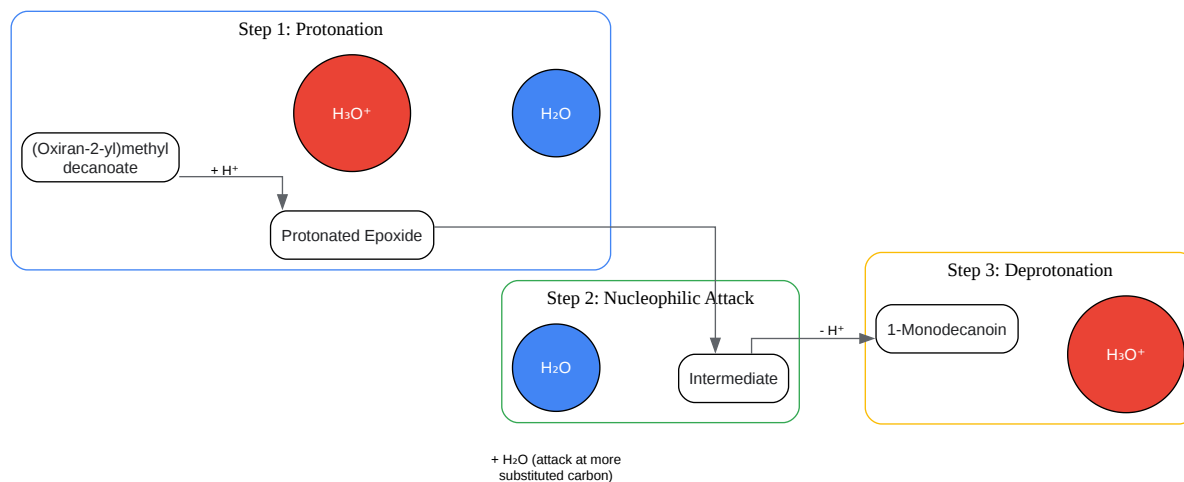 Step 1: Protonation
H₃O⁺
H₂O
(Oxiran-2-yl)methyl
decanoate
+ H⁺
Protonated Epoxide
Step 2: Nucleophilic Attack
H₂O
Intermediate
- H⁺
Step 3: Deprotonation
1-Monodecanoin
H₃O⁺
+ H₂O (attack at more
substituted carbon)